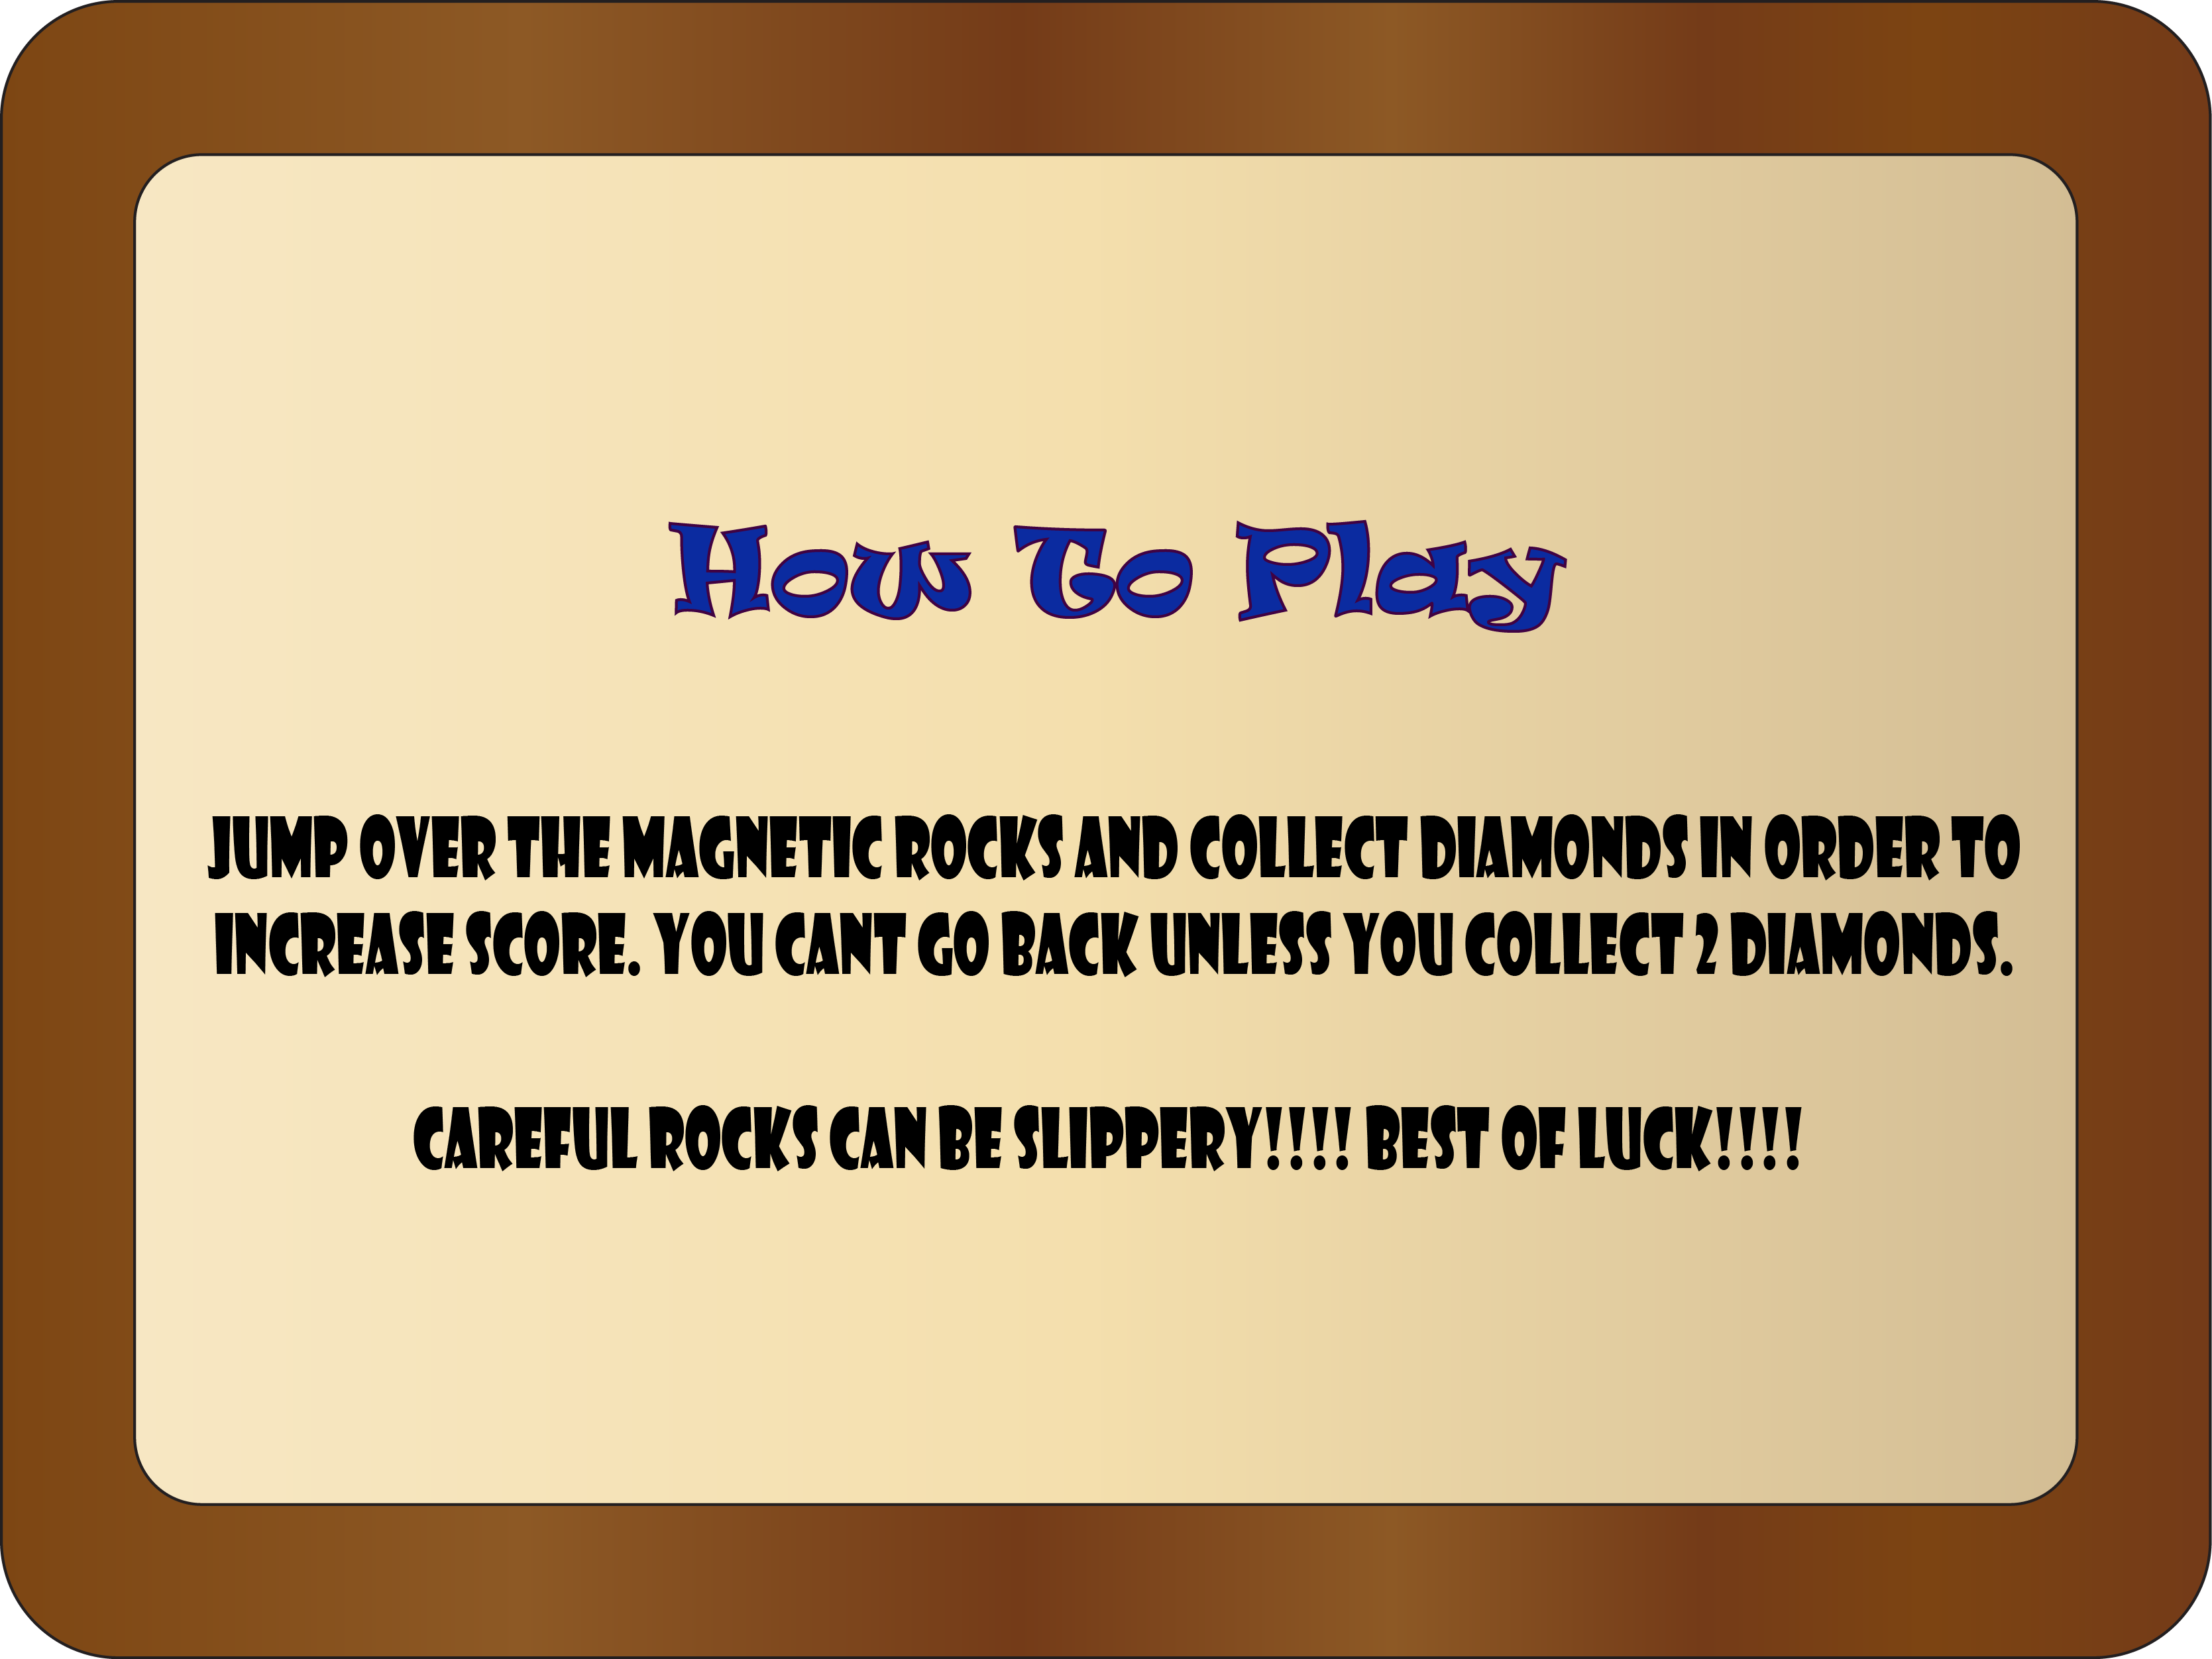 How To Play
JUMP OVER THE MAGNETIC ROCKS AND COLLECT DIAMONDS IN ORDER TO
INCREASE SCORE. YOU CANT GO BACK UNLESS YOU COLLECT 2 DIAMONDS.
CAREFUL ROCKS CAN BE SLIPPERY!!!! BEST OF LUCK!!!!